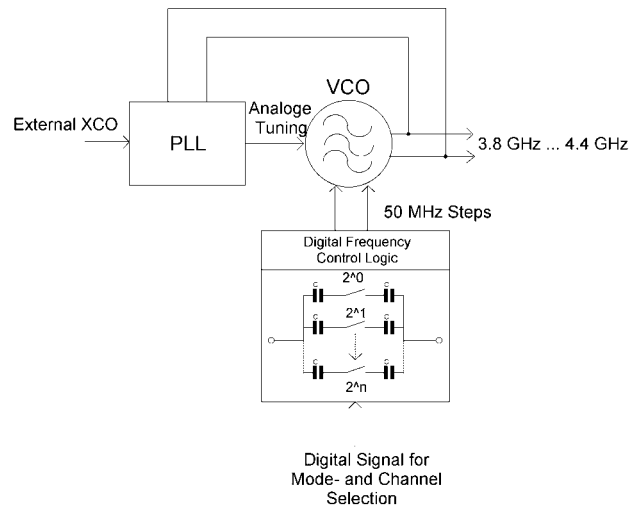 VCO
Analoge
Tuning
External XCO
PLL
3.8 GHz ... 4.4 GHz
50 MHz Steps
Digital Frequency
Control Logic
2^0
C
C
2^1
C
C
C
C
2^n
Digital Signal for
Mode- and Channel
Selection